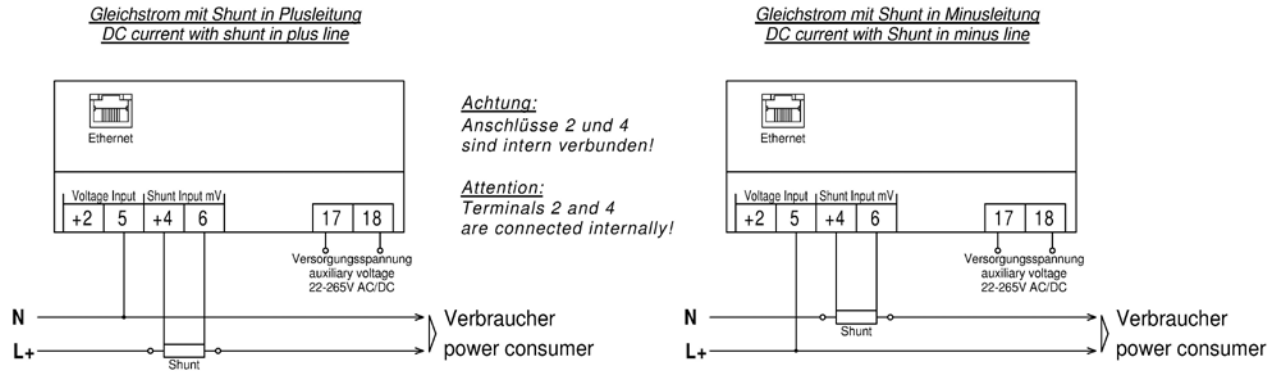 Gleichstrom mit Shunt in Plusleitung
DC current with shunt in plus line
Ethernet
Voltage Input Shunt Input mV
+2 5 +4 6 17 18
Versorgungsspannung
auxiliary voltage
22-265V AC/DC
N
L+
Shunt
Verbraucher
power consumer
Achtung:
Anschlüsse 2 und 4
sind intern verbunden!
Attention:
Terminals 2 and 4
are connected internally!
Gleichstrom mit Shunt in Minusleitung
DC current with Shunt in minus line
Ethernet
Voltage Input Shunt Input mV
+2 5 +4 6 17 18
Versorgungsspannung
auxiliary voltage
22-265V AC/DC
N
Shunt
L+
Verbraucher
power consumer